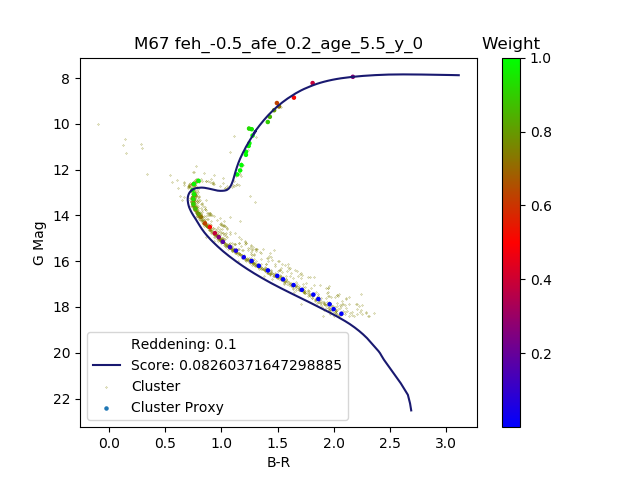 M67 feh_-0.5_afe_0.2_age_5.5_y_0
Weight
8
10
12
14
16
18
20
22
G Mag
0.0
0.5
1.0
1.5
2.0
2.5
3.0
B-R
Reddening: 0.1
Score: 0.08260371647298885
Cluster
Cluster Proxy
1.0
0.8
0.6
0.4
0.2